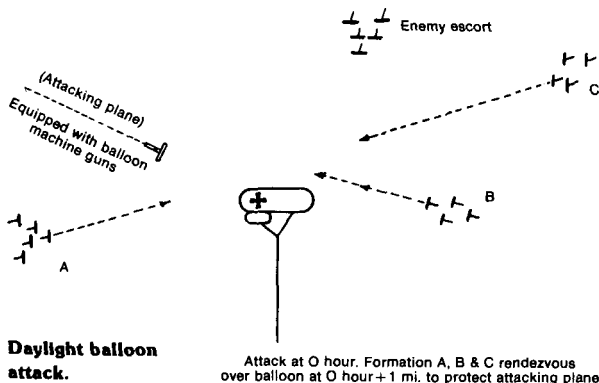 Enemy escort
C
(Attacking plane)
Equipped with balloon
machine guns
B
A
Daylight balloon
attack.
Attack at O hour. Formation A, B & C rendezvous
over balloon at O hour + 1 mi. to protect attacking plane